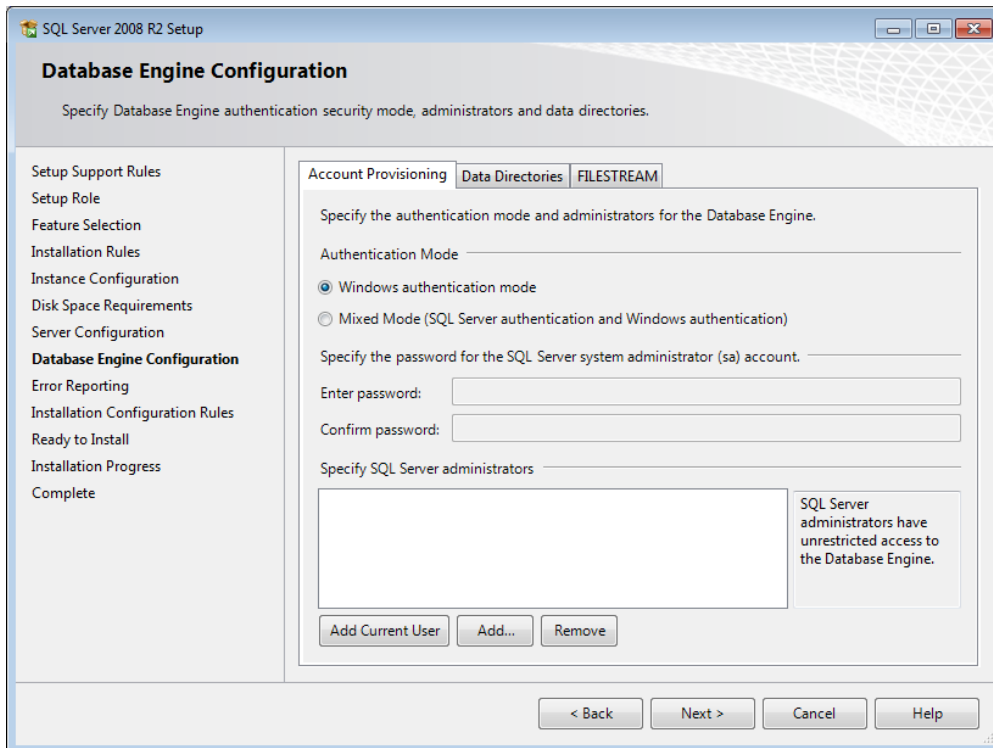 SQL Server 2008 R2 Setup
Database Engine Configuration
Specify Database Engine authentication security mode, administrators and data directories.
Setup Support Rules
Setup Role
Feature Selection
Installation Rules
Instance Configuration
Disk Space Requirements
Server Configuration
Database Engine Configuration
Error Reporting
Installation Configuration Rules
Ready to Install
Installation Progress
Complete
Account Provisioning Data Directories FILESTREAM
Specify the authentication mode and administrators for the Database Engine.
Authentication Mode
Windows authentication mode
Mixed Mode (SQL Server authentication and Windows authentication)
Specify the password for the SQL Server system administrator (sa) account.
Enter password:
Confirm password:
Specify SQL Server administrators
SQL Server
administrators have
unrestricted access to
the Database Engine.
Add Current User Add... Remove
< Back Next > Cancel Help